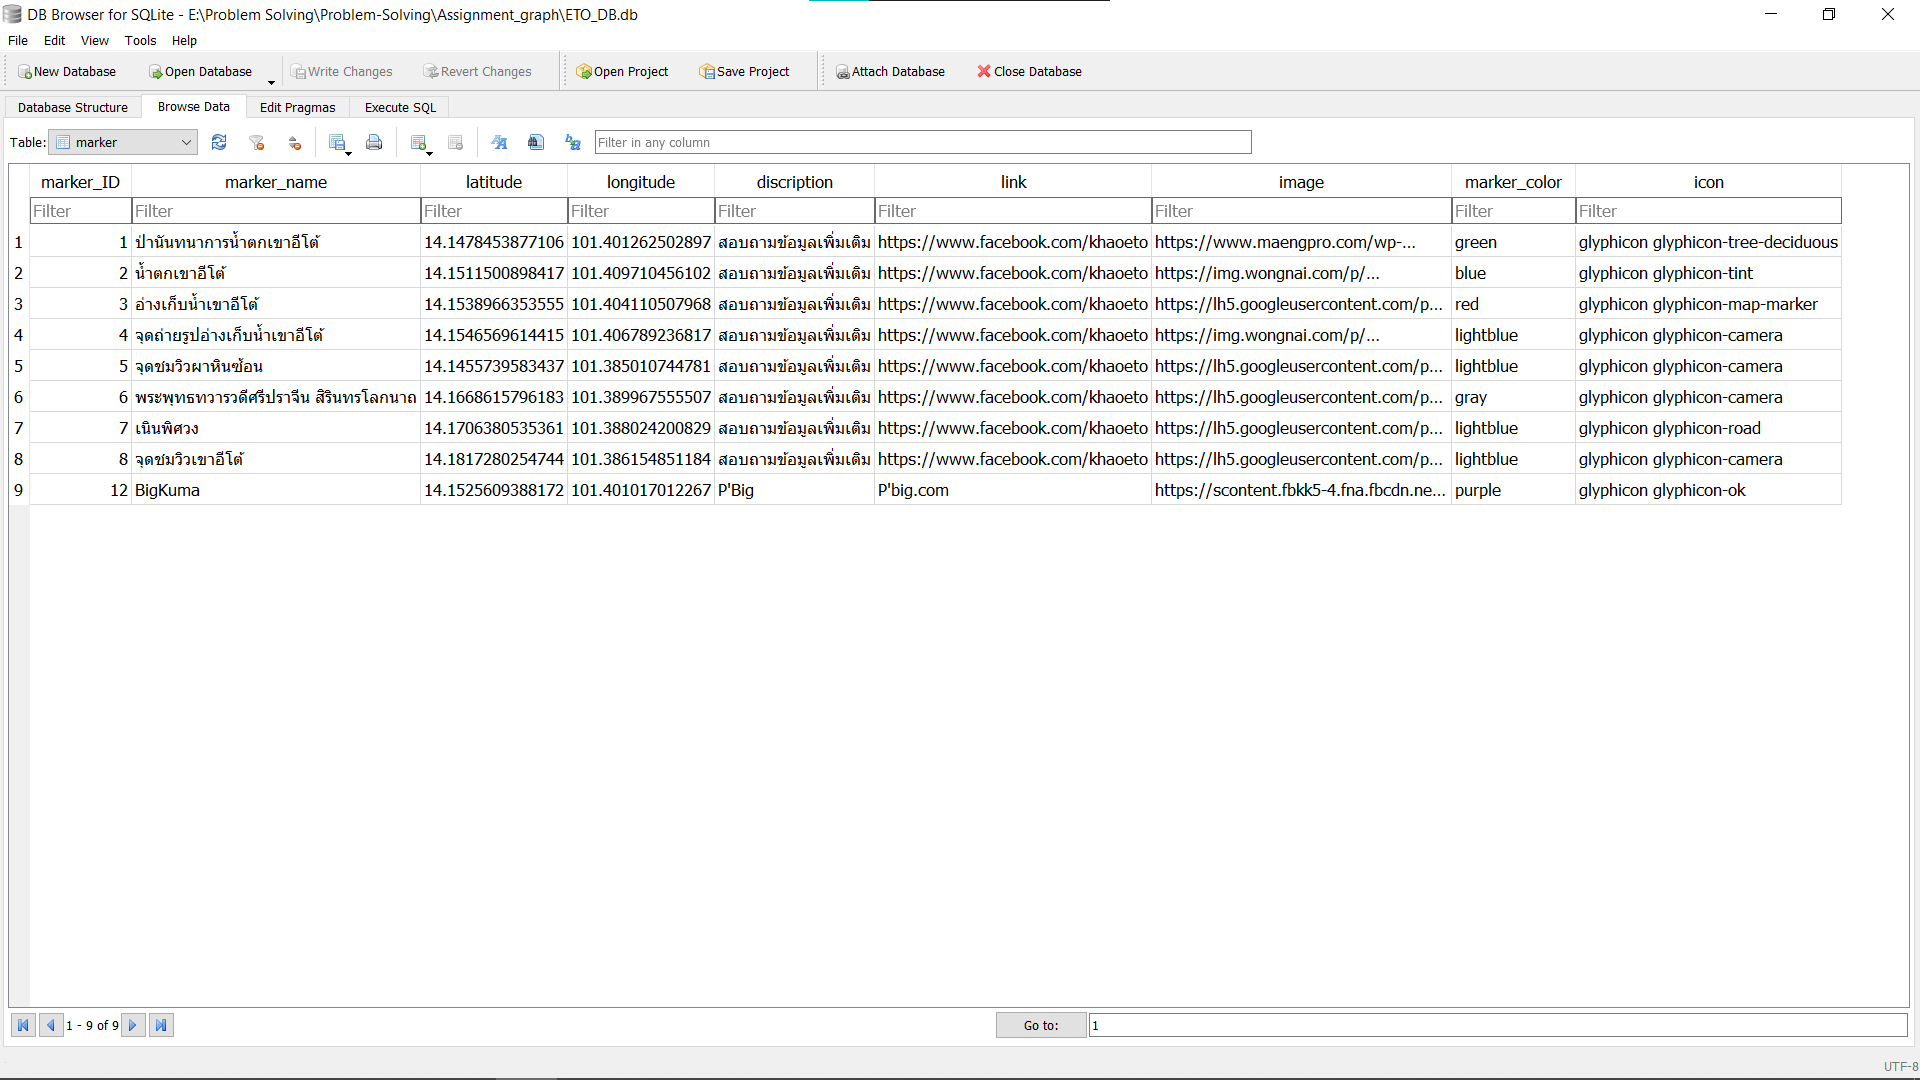 DB Browser for SQLite - E:\Problem Solving\Problem-Solving\Assignment_graph\ETO_DB.db
File Edit View Tools Help
New Database Open Database Write Changes Revert Changes Open Project Save Project Attach Database Close Database
Database Structure Browse Data Edit Pragmas Execute SQL
Table: marker Filter in any column
marker_ID marker_name latitude longitude discription link image marker_color icon
Filter Filter Filter Filter Filter Filter Filter Filter Filter
1 1 ป่านันทนาการน้ำตกเขาอีโต้ 14.1478453877106 101.401262502897 สอบถามข้อมูลเพิ่มเติม https://www.facebook.com/khaoeto https://www.maengpro.com/wp-... green glyphicon glyphicon-tree-deciduous
2 2 น้ำตกเขาอีโต้ 14.1511500898417 101.409710456102 สอบถามข้อมูลเพิ่มเติม https://www.facebook.com/khaoeto https://img.wongnai.com/p/... blue glyphicon glyphicon-tint
3 3 อ่างเก็บน้ำเขาอีโต้ 14.1538966353555 101.404110507968 สอบถามข้อมูลเพิ่มเติม https://www.facebook.com/khaoeto https://lh5.googleusercontent.com/p... red glyphicon glyphicon-map-marker
4 4 จุดถ่ายรูปอ่างเก็บน้ำเขาอีโต้ 14.1546569614415 101.406789236817 สอบถามข้อมูลเพิ่มเติม https://www.facebook.com/khaoeto https://img.wongnai.com/p/... lightblue glyphicon glyphicon-camera
5 5 จุดชมวิวผาหินซ้อน 14.1455739583437 101.385010744781 สอบถามข้อมูลเพิ่มเติม https://www.facebook.com/khaoeto https://lh5.googleusercontent.com/p... lightblue glyphicon glyphicon-camera
6 6 พระพุทธทวารวดีศรีปราจีน สิรินทรโลกนาถ 14.1668615796183 101.389967555507 สอบถามข้อมูลเพิ่มเติม https://www.facebook.com/khaoeto https://lh5.googleusercontent.com/p... gray glyphicon glyphicon-camera
7 7 เนินพิศวง 14.1706380535361 101.388024200829 สอบถามข้อมูลเพิ่มเติม https://www.facebook.com/khaoeto https://lh5.googleusercontent.com/p... lightblue glyphicon glyphicon-road
8 8 จุดชมวิวเขาอีโต้ 14.1817280254744 101.386154851184 สอบถามข้อมูลเพิ่มเติม https://www.facebook.com/khaoeto https://lh5.googleusercontent.com/p... lightblue glyphicon glyphicon-camera
9 12 BigKuma 14.1525609388172 101.401017012267 P'Big P'big.com https://scontent.fbkk5-4.fna.fbcdn.ne... purple glyphicon glyphicon-ok
1 - 9 of 9 Go to: 1
UTF-8